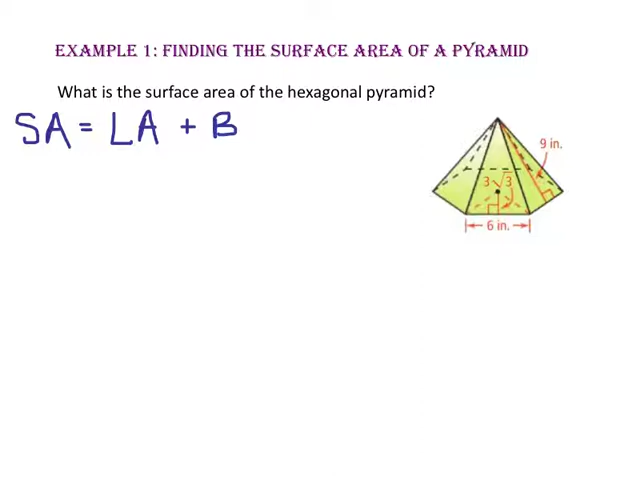 EXAMPLE 1: FINDING THE SURFACE AREA OF A PYRAMID
What is the surface area of the hexagonal pyramid?
SA = LA + B
9 in.
3√3
6 in.